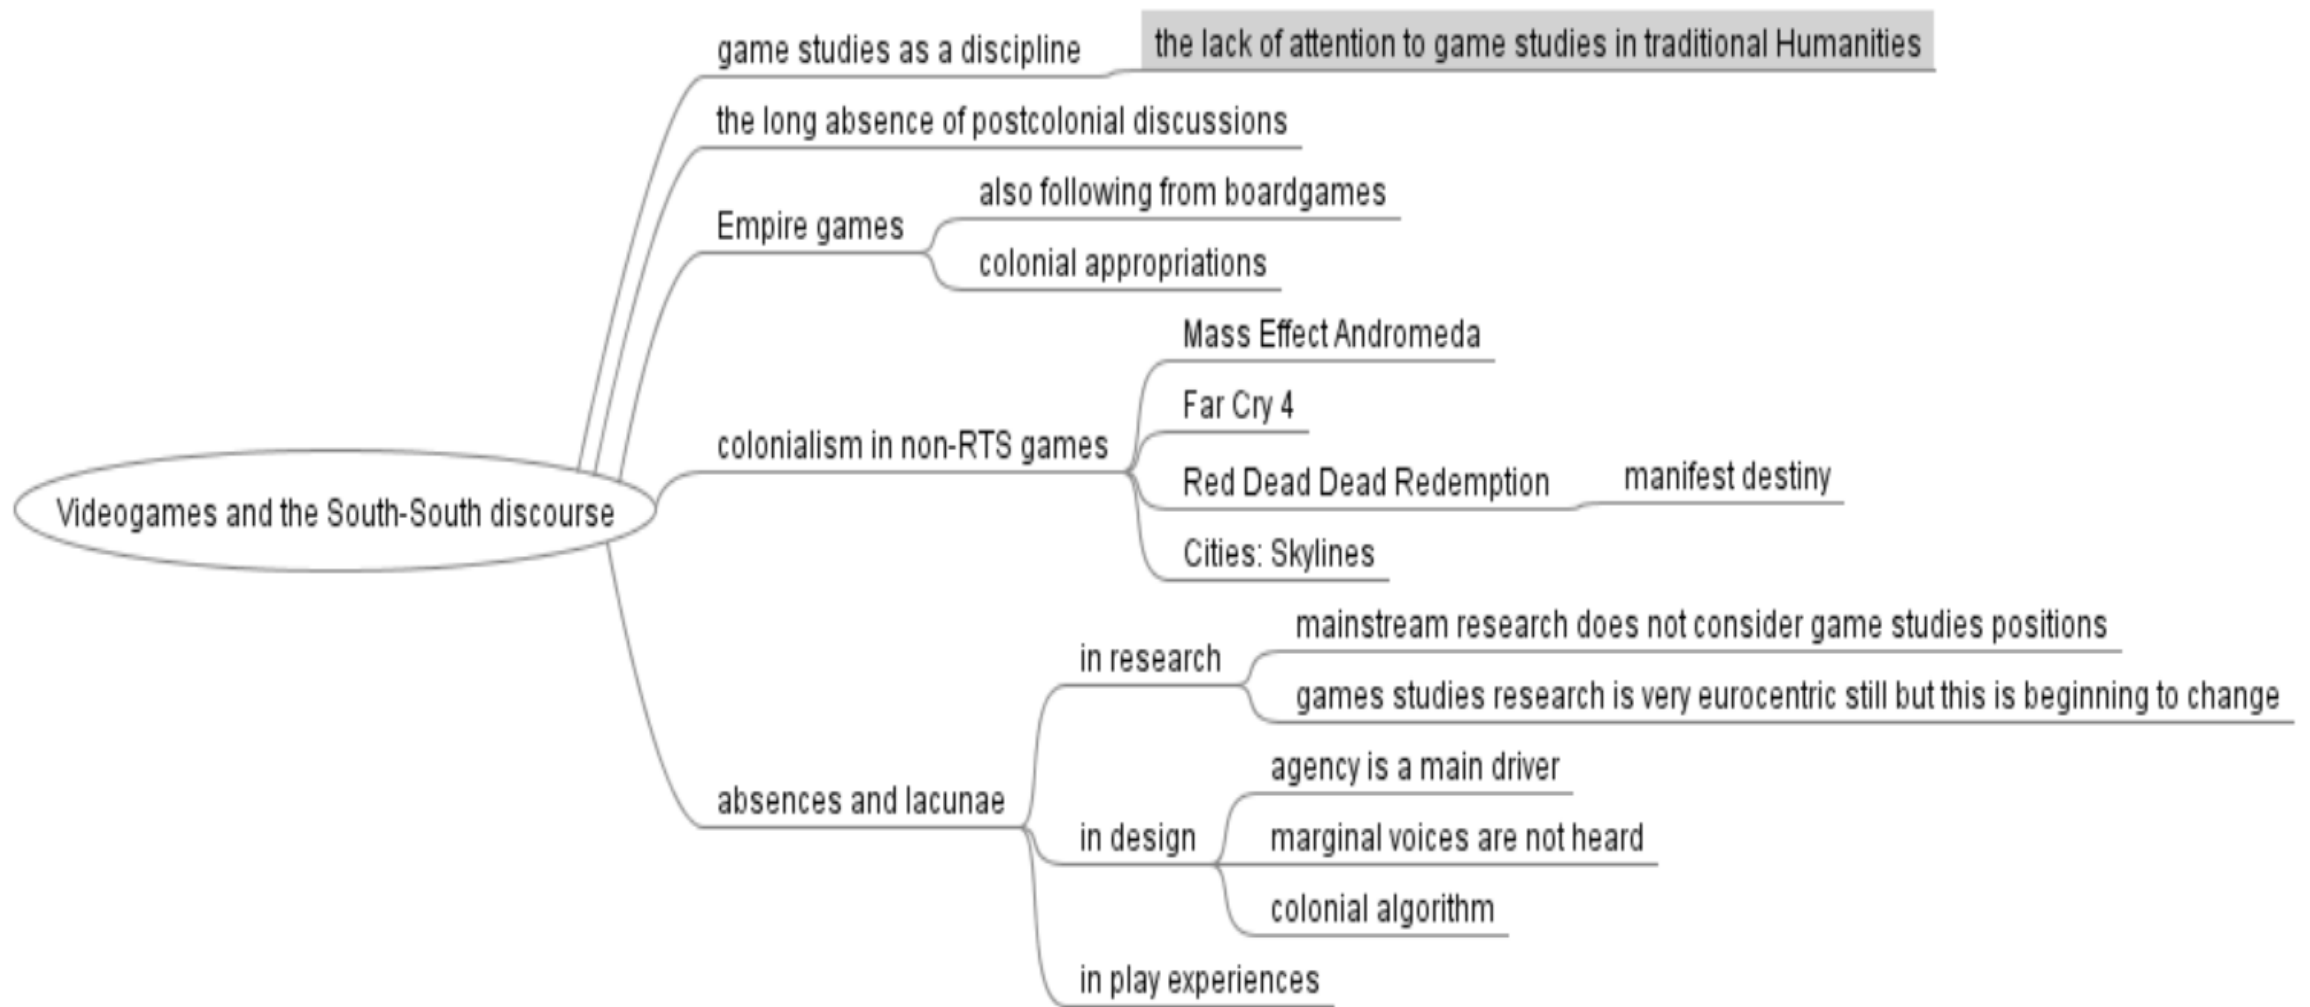 Videogames and the South-South discourse
game studies as a discipline
the lack of attention to game studies in traditional Humanities
the long absence of postcolonial discussions
Empire games
also following from boardgames
colonial appropriations
colonialism in non-RTS games
Mass Effect Andromeda
Far Cry 4
Red Dead Dead Redemption
manifest destiny
Cities: Skylines
absences and lacunae
in research
mainstream research does not consider game studies positions
games studies research is very eurocentric still but this is beginning to change
in design
agency is a main driver
marginal voices are not heard
colonial algorithm
in play experiences